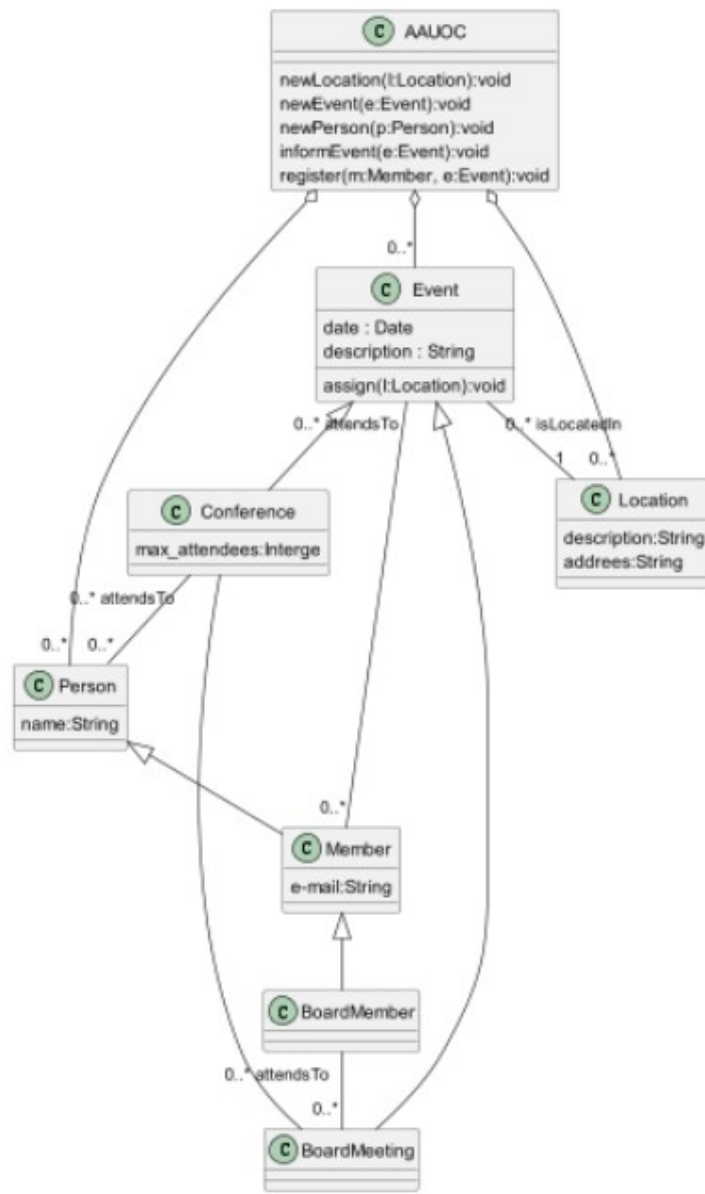 C AAUOC
newLocation(l:Location):void
newEvent(e:Event):void
newPerson(p:Person):void
informEvent(e:Event):void
register(m:Member, e:Event):void
0..*
C Event
date : Date
description : String
assign(l:Location):void
0..* attendsTo
0..* isLocatedIn
1
0..*
C Conference
max_attendees:Interge
C Location
description:String
addrees:String
0..* attendsTo
0..*
0..*
C Person
name:String
0..*
C Member
e-mail:String
C BoardMember
0..* attendsTo
0..*
C BoardMeeting